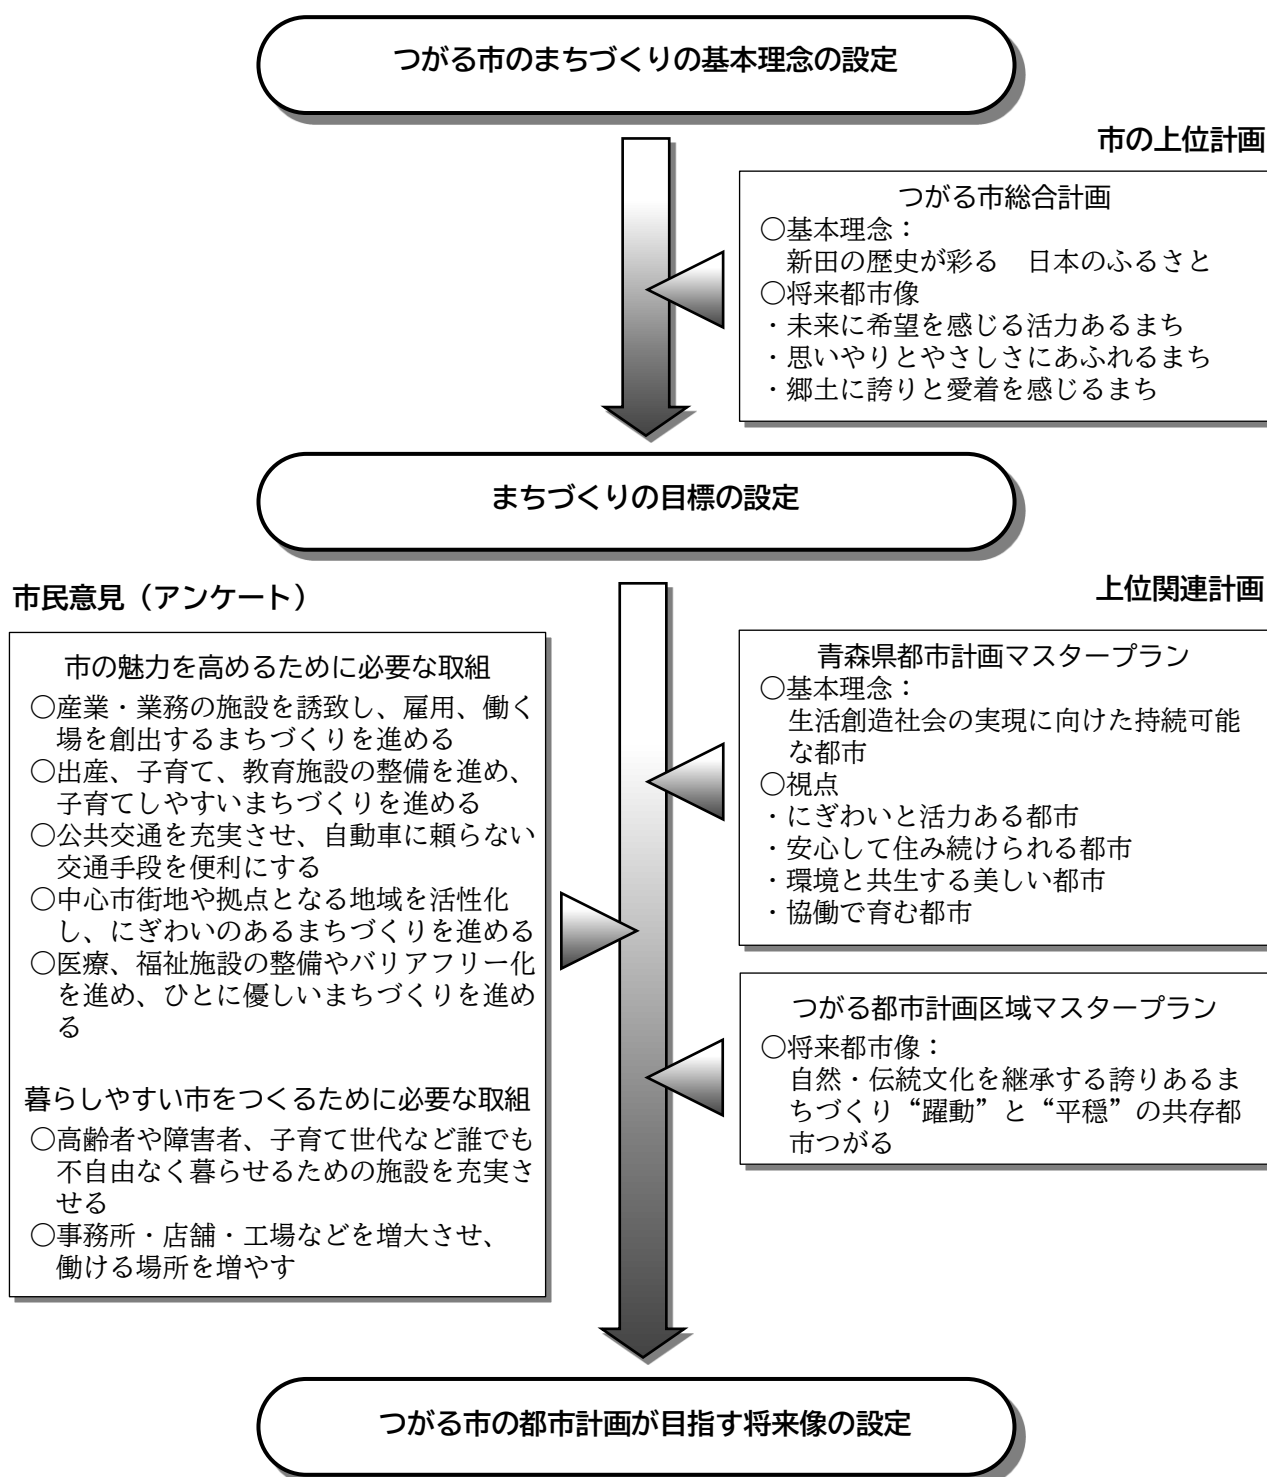 つがる市のまちづくりの基本理念の設定
市の上位計画
つがる市総合計画
○基本理念：
新田の歴史が彩る　日本のふるさと
○将来都市像
・未来に希望を感じる活力あるまち
・思いやりとやさしさにあふれるまち
・郷土に誇りと愛着を感じるまち
まちづくりの目標の設定
市民意見（アンケート）
市の魅力を高めるために必要な取組
○産業・業務の施設を誘致し、雇用、働く
場を創出するまちづくりを進める
○出産、子育て、教育施設の整備を進め、
子育てしやすいまちづくりを進める
○公共交通を充実させ、自動車に頼らない
交通手段を便利にする
○中心市街地や拠点となる地域を活性化
し、にぎわいのあるまちづくりを進める
○医療、福祉施設の整備やバリアフリー化
を進め、ひとに優しいまちづくりを進め
る
暮らしやすい市をつくるために必要な取組
○高齢者や障害者、子育て世代など誰でも
不自由なく暮らせるための施設を充実さ
せる
○事務所・店舗・工場などを増大させ、
働ける場所を増やす
上位関連計画
青森県都市計画マスタープラン
○基本理念：
生活創造社会の実現に向けた持続可能
な都市
○視点
・にぎわいと活力ある都市
・安心して住み続けられる都市
・環境と共生する美しい都市
・協働で育む都市
つがる都市計画区域マスタープラン
○将来都市像：
自然・伝統文化を継承する誇りあるま
ちづくり“躍動”と“平穏”の共存都
市つがる
つがる市の都市計画が目指す将来像の設定